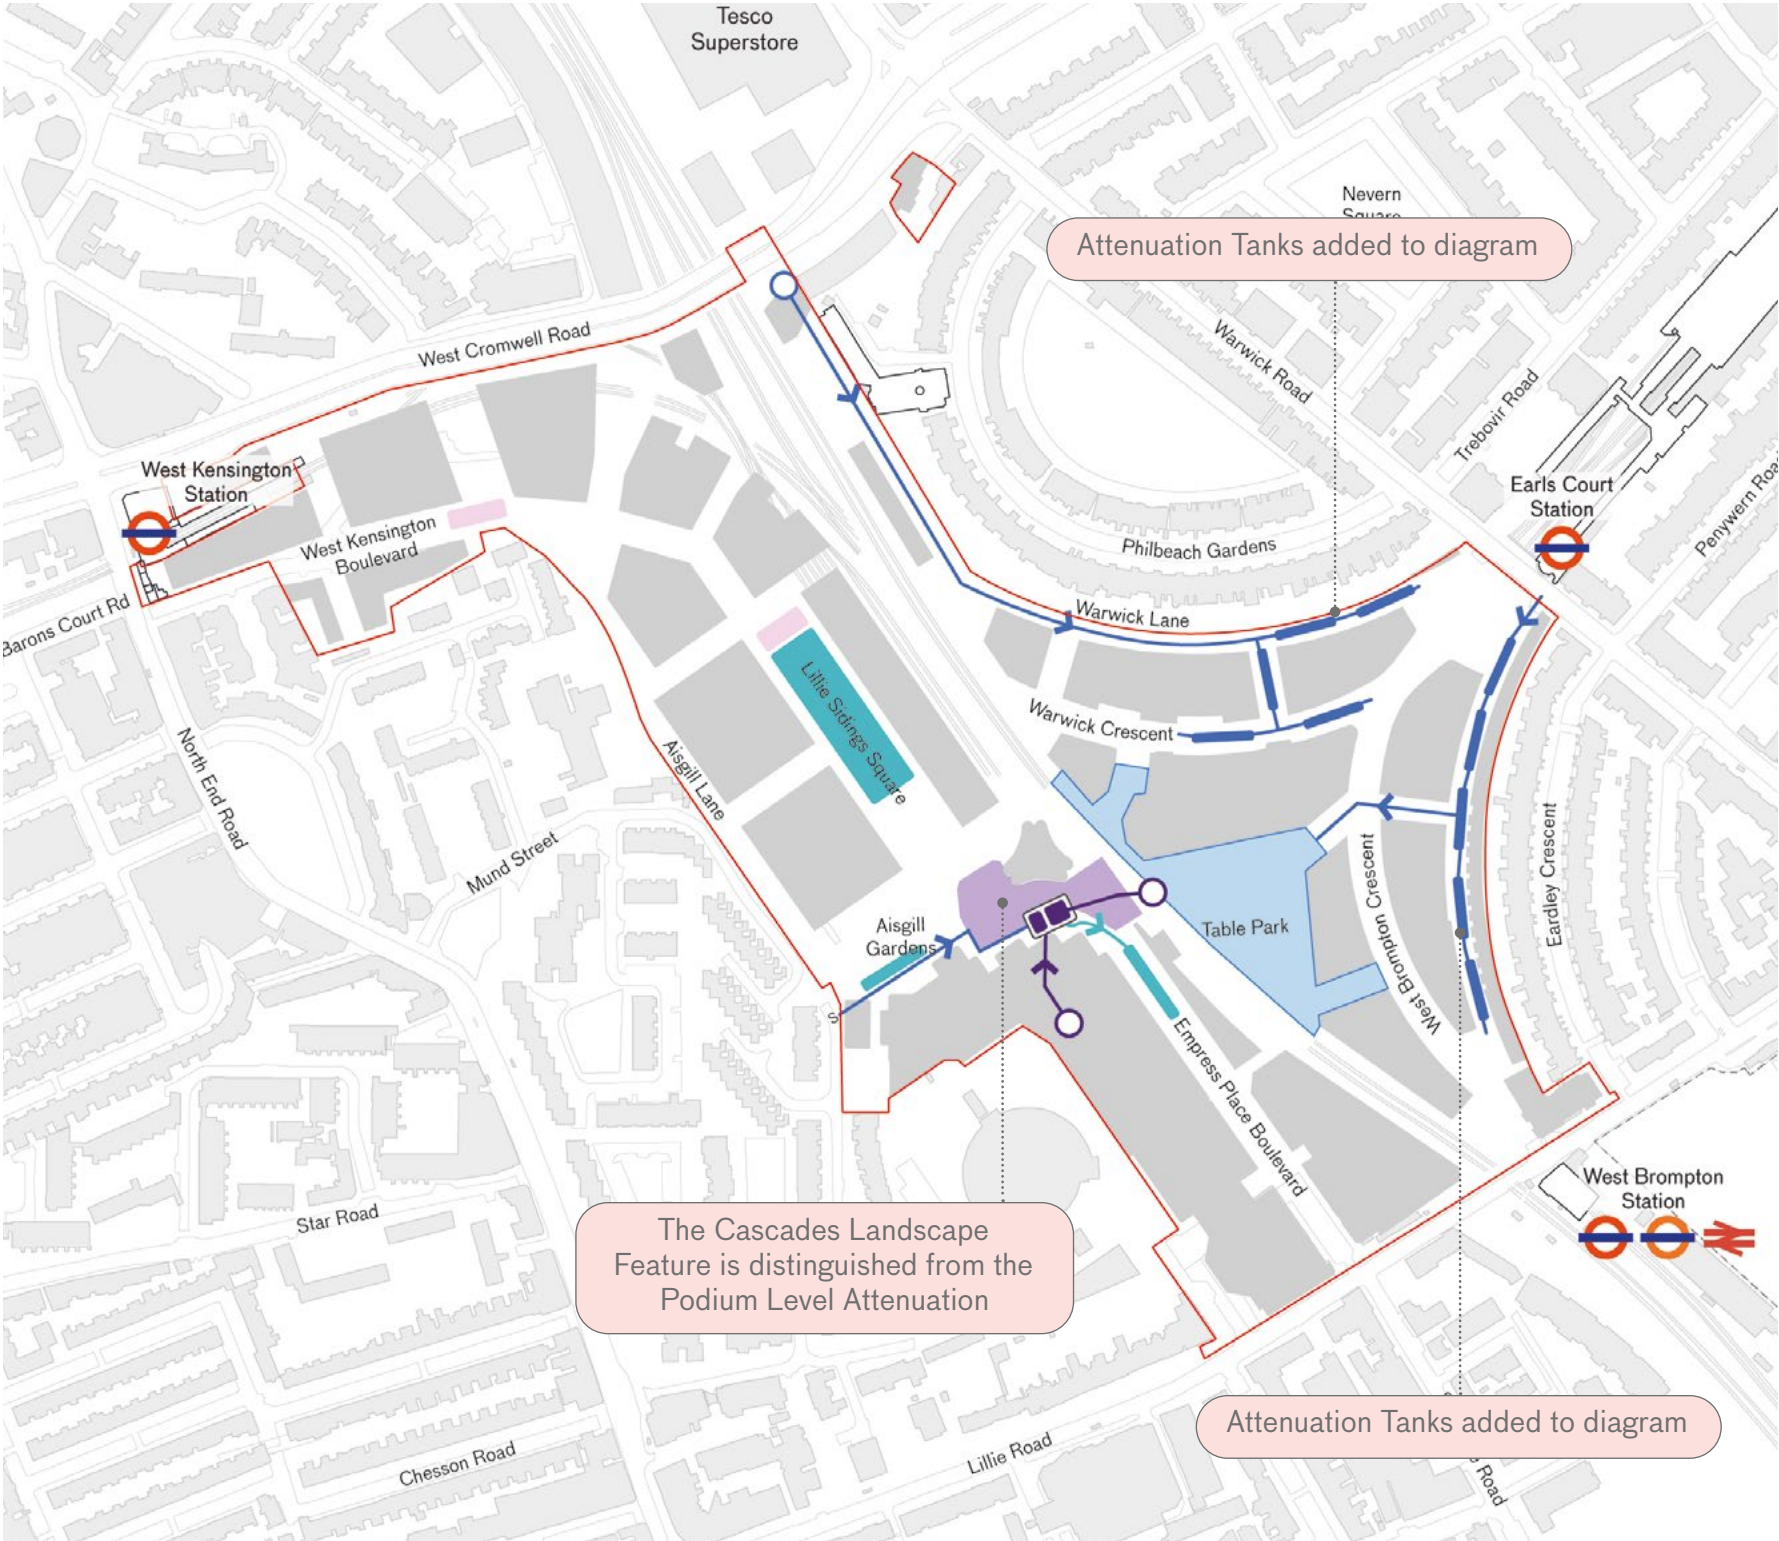 Tesco
Superstore
Nevern
Square
Attenuation Tanks added to diagram
West Cromwell Road
Warwick Road
Trebovir Road
Penywern Road
West Kensington
Station
Earls Court
Station
West Kensington
Boulevard
Philbeach Gardens
Barons Court Rd
Warwick Lane
Lillie Sidings Square
Warwick Crescent
North End Road
Aisgill Lane
Mund Street
Eardley Crescent
West Brompton Crescent
Aisgill
Gardens
Table Park
S
Empress Place Boulevard
West Brompton
Station
Star Road
The Cascades Landscape
Feature is distinguished from the
Podium Level Attenuation
Attenuation Tanks added to diagram
Chesson Road
Lillie Road
Road